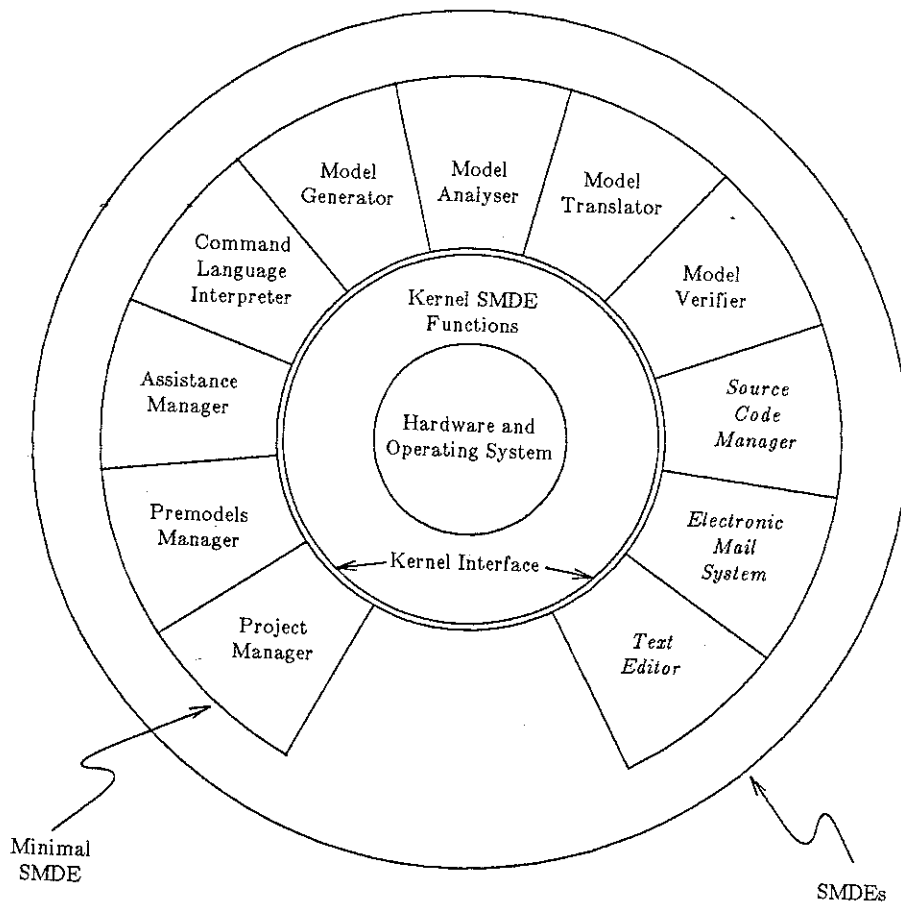 Model
Generator
Model
Analyser
Model
Translator
Command
Language
Interpreter
Model
Verifier
Kernel SMDE
Functions
Assistance
Manager
Source
Code
Manager
Hardware and
Operating System
Premodels
Manager
Electronic
Mail
System
Kernel Interface
Project
Manager
Text
Editor
Minimal
SMDE
SMDEs